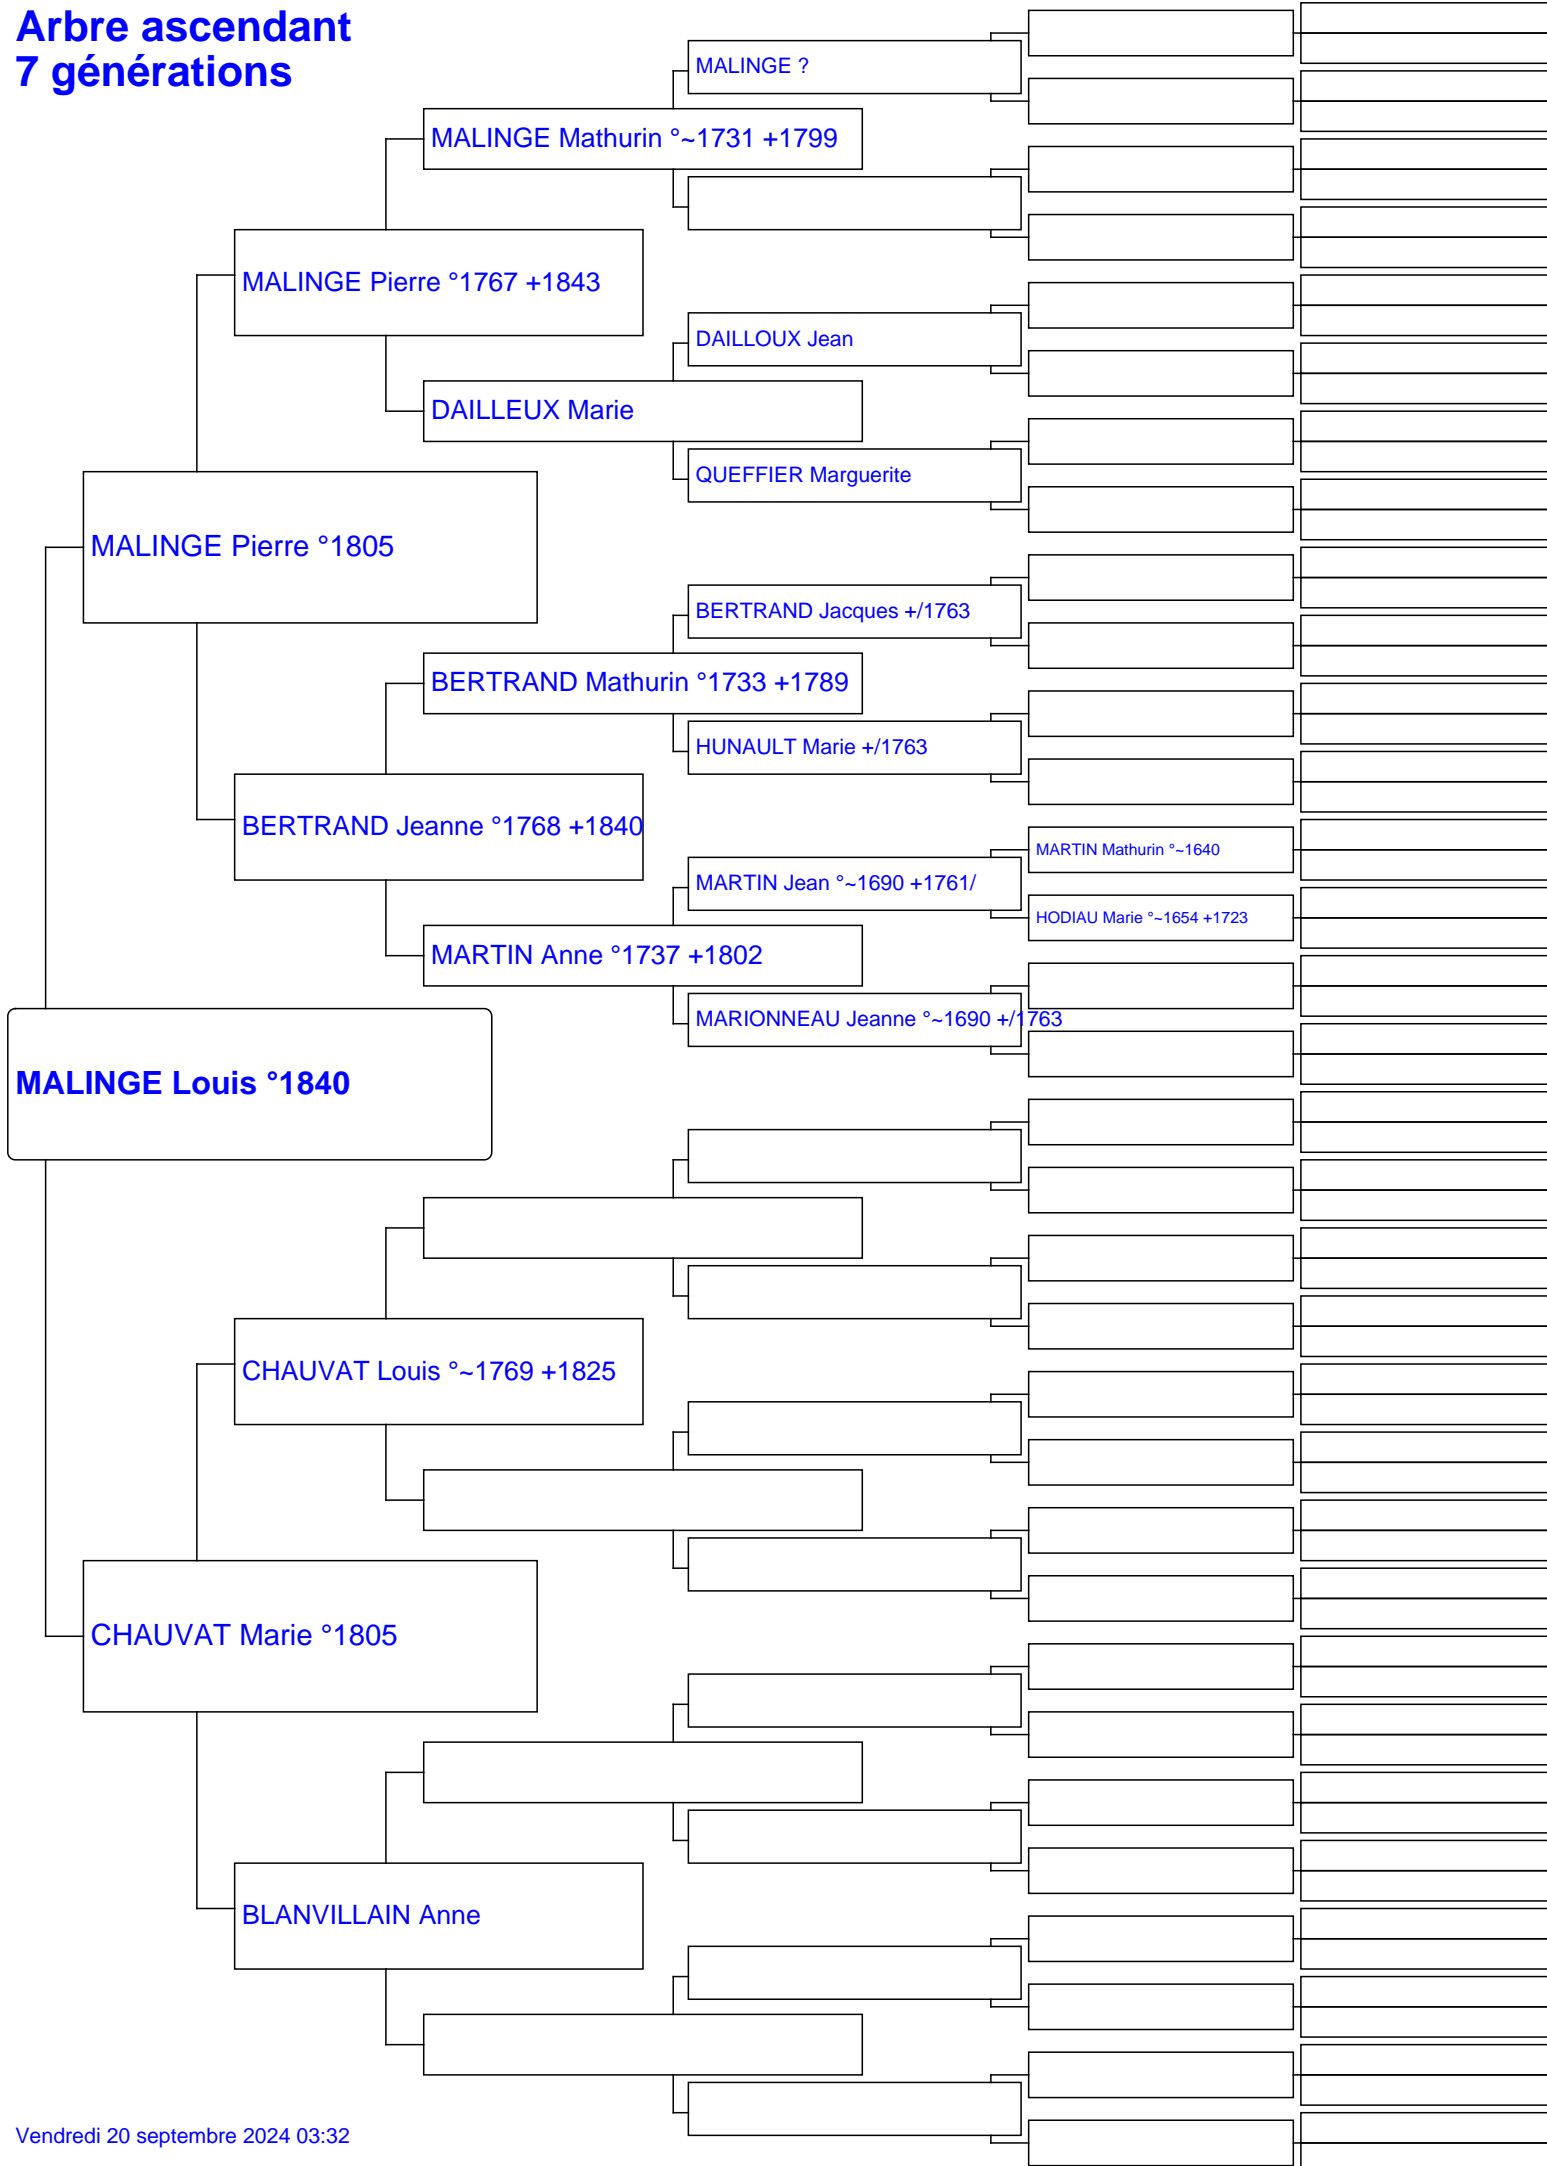 Arbre ascendant
7 générations
MALINGE ?
MALINGE Mathurin °~1731 +1799
MALINGE Pierre °1767 +1843
DAILLOUX Jean
DAILLEUX Marie
QUEFFIER Marguerite
MALINGE Pierre °1805
BERTRAND Jacques +/1763
BERTRAND Mathurin °1733 +1789
HUNAULT Marie +/1763
BERTRAND Jeanne °1768 +1840
MARTIN Mathurin °~1640
MARTIN Jean °~1690 +1761/
HODIAU Marie °~1654 +1723
MARTIN Anne °1737 +1802
MARIONNEAU Jeanne °~1690 +/1763
MALINGE Louis °1840
CHAUVAT Louis °~1769 +1825
CHAUVAT Marie °1805
BLANVILLAIN Anne
Vendredi 20 septembre 2024 03:32